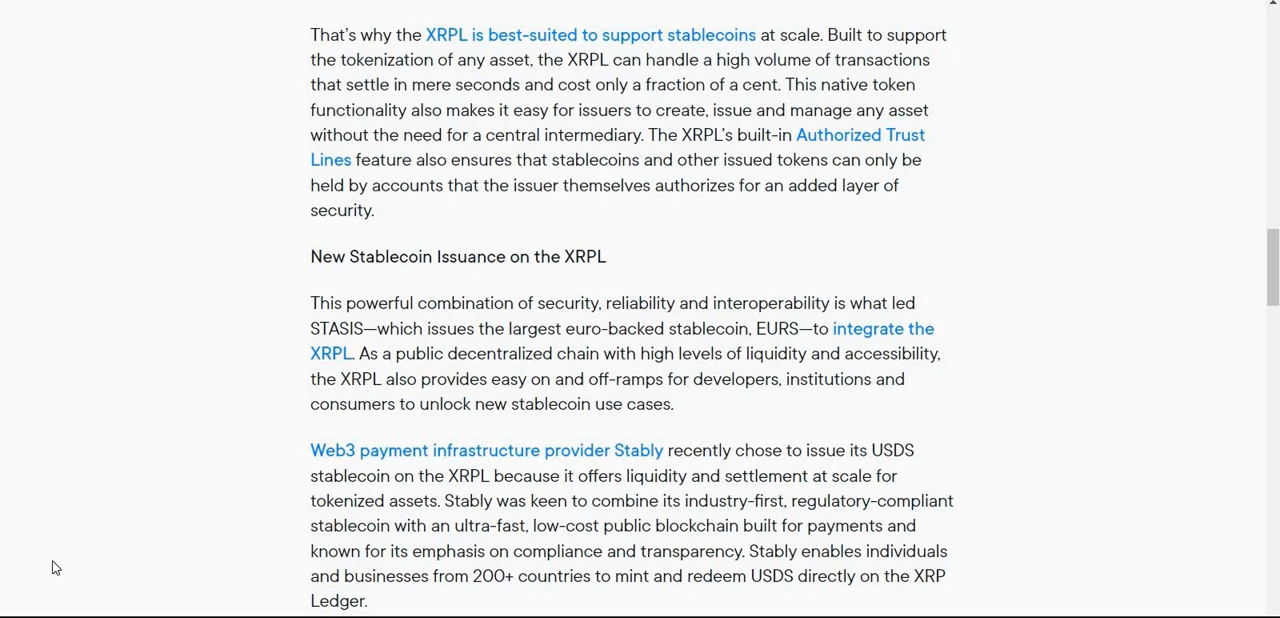 That’s why the XRPL is best-suited to support stablecoins at scale. Built to support
the tokenization of any asset, the XRPL can handle a high volume of transactions
that settle in mere seconds and cost only a fraction of a cent. This native token
functionality also makes it easy for issuers to create, issue and manage any asset
without the need for a central intermediary. The XRPL’s built-in Authorized Trust
Lines feature also ensures that stablecoins and other issued tokens can only be
held by accounts that the issuer themselves authorizes for an added layer of
security.
New Stablecoin Issuance on the XRPL
This powerful combination of security, reliability and interoperability is what led
STASIS—which issues the largest euro-backed stablecoin, EURS—to integrate the
XRPL. As a public decentralized chain with high levels of liquidity and accessibility,
the XRPL also provides easy on and off-ramps for developers, institutions and
consumers to unlock new stablecoin use cases.
Web3 payment infrastructure provider Stably recently chose to issue its USDS
stablecoin on the XRPL because it offers liquidity and settlement at scale for
tokenized assets. Stably was keen to combine its industry-first, regulatory-compliant
stablecoin with an ultra-fast, low-cost public blockchain built for payments and
known for its emphasis on compliance and transparency. Stably enables individuals
and businesses from 200+ countries to mint and redeem USDS directly on the XRP
Ledger.